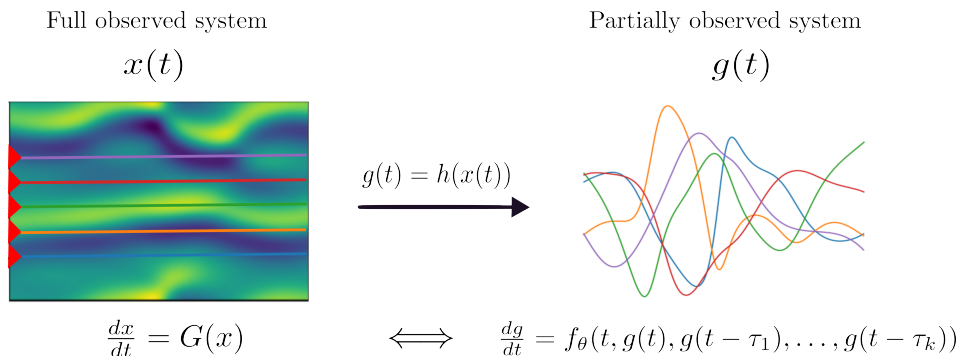 Full observed system
Partially observed system
x(t)
g(t)
g(t) = h(x(t))
dx/dt = G(x)
⟺
dg/dt = f_θ(t, g(t), g(t − τ_1), . . . , g(t − τ_k))